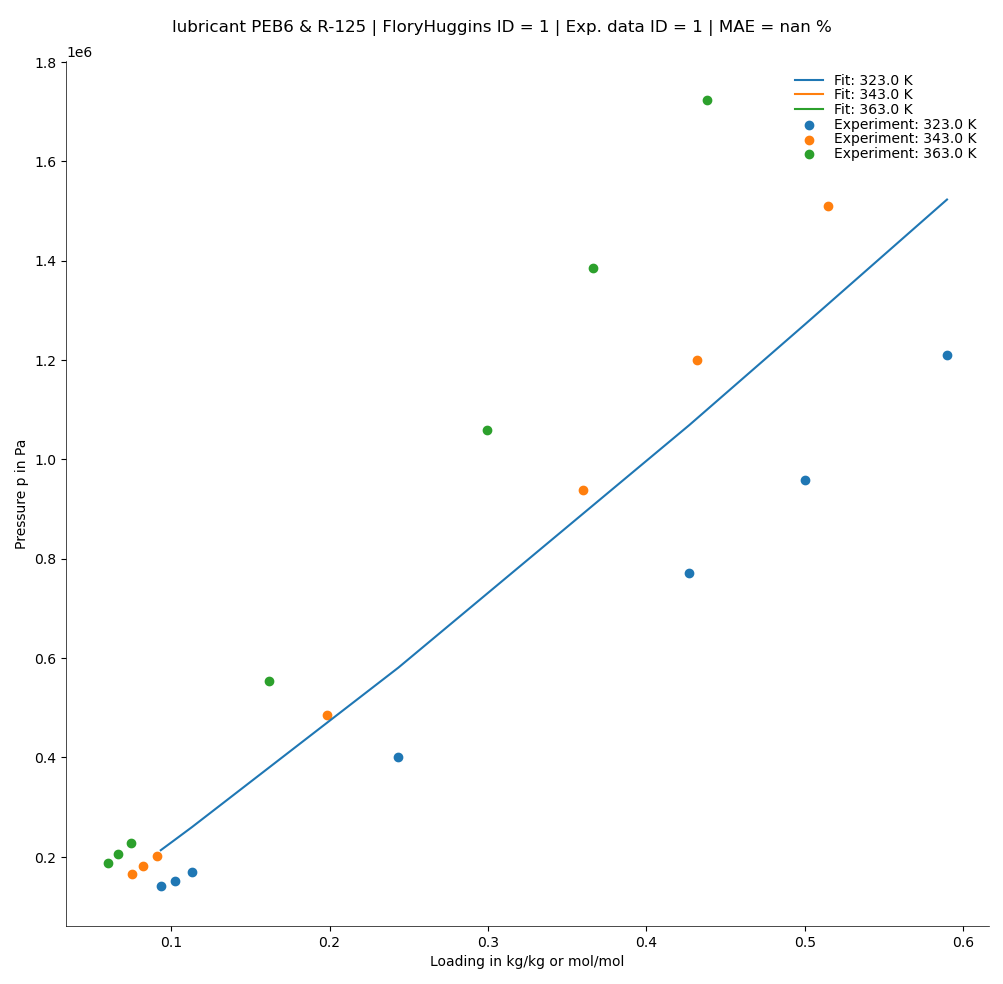 lubricant PEB6 & R-125 | FloryHuggins ID = 1 | Exp. data ID = 1 | MAE = nan %
1e6
1.8
1.6
1.4
1.2
1.0
0.8
0.6
0.4
0.2
Pressure p in Pa
Fit: 323.0 K
Fit: 343.0 K
Fit: 363.0 K
Experiment: 323.0 K
Experiment: 343.0 K
Experiment: 363.0 K
0.1 0.2 0.3 0.4 0.5 0.6
Loading in kg/kg or mol/mol